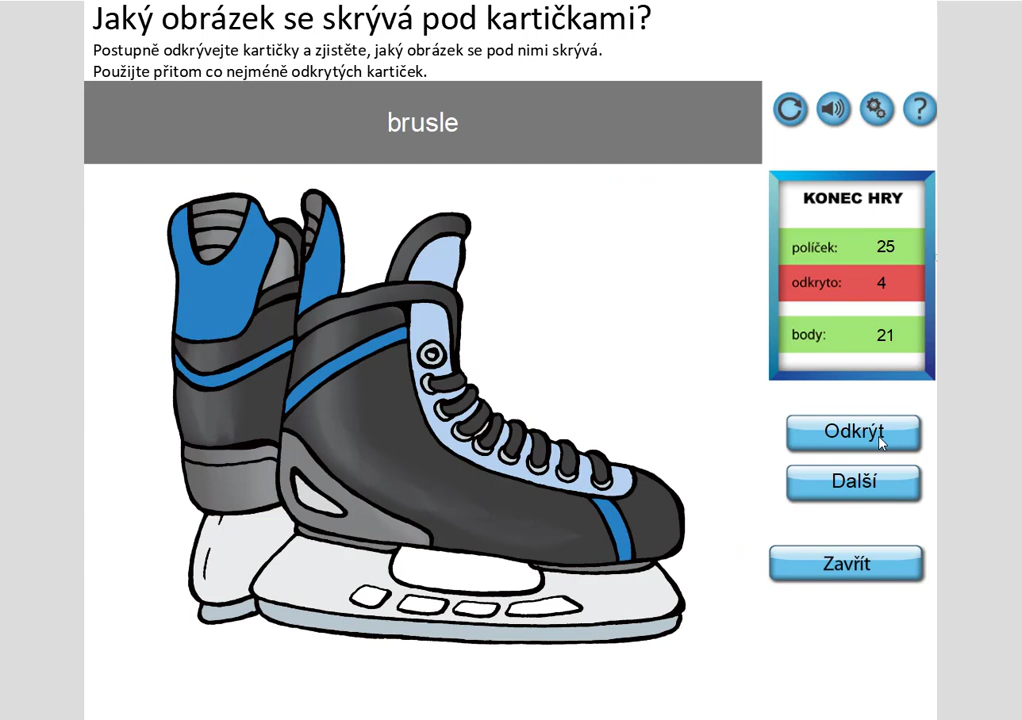 Jaký obrázek se skrývá pod kartičkami?
Postupně odkrývejte kartičky a zjistěte, jaký obrázek se pod nimi skrývá.
Použijte přitom co nejméně odkrytých kartiček.
brusle
?
KONEC HRY
políček: 25
odkryto: 4
body: 21
Odkrýt
Další
Zavřít